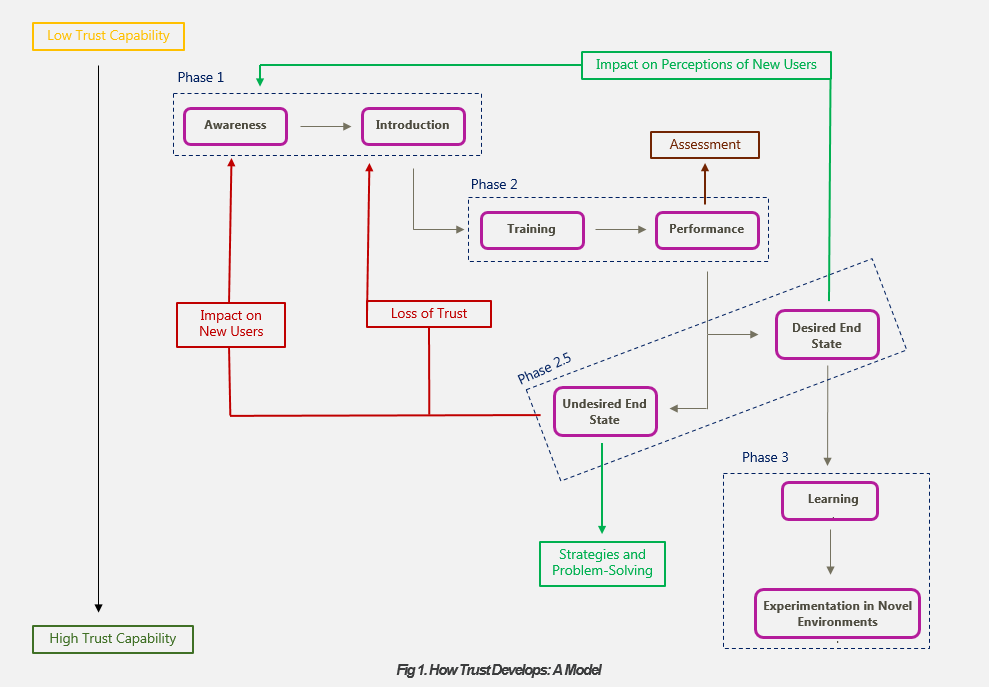 Low Trust Capability
Impact on Perceptions of New Users
Phase 1
Awareness
Introduction
Assessment
Phase 2
Training
Performance
Impact on
New Users
Loss of Trust
Desired End
State
Phase 2.5
Undesired End
State
Phase 3
Learning
Strategies and
Problem-Solving
Experimentation in Novel
Environments
High Trust Capability
Fig 1. How Trust Develops: A Model